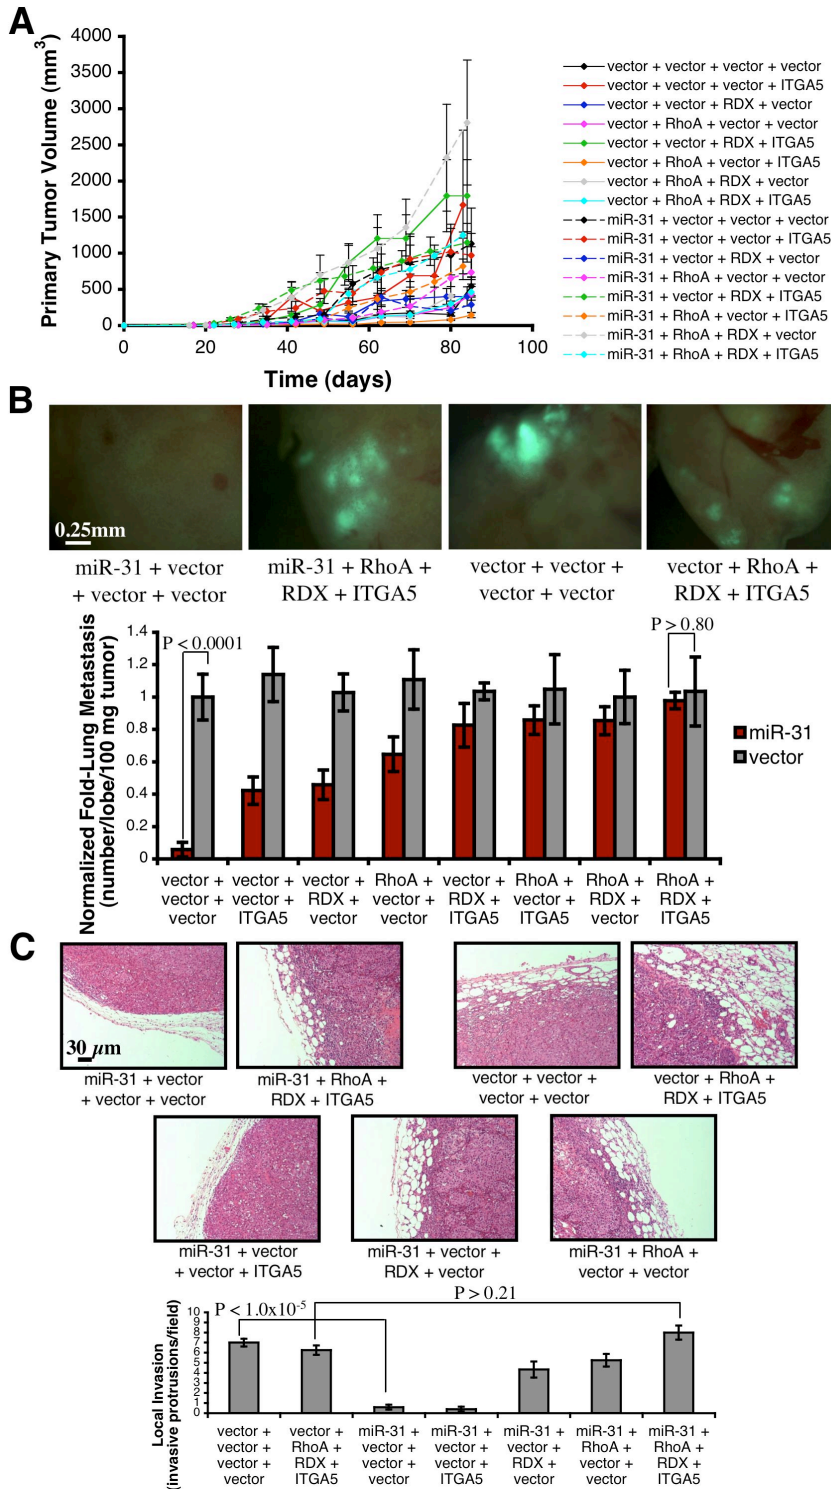 A
Primary Tumor Volume (mm3)
4000
3500
3000
2500
2000
1500
1000
500
0
0 20 40 60 80 100
Time (days)
vector + vector + vector + vector
vector + vector + vector + ITGA5
vector + vector + RDX + vector
vector + RhoA + vector + vector
vector + vector + RDX + ITGA5
vector + RhoA + vector + ITGA5
vector + RhoA + RDX + vector
vector + RhoA + RDX + ITGA5
miR-31 + vector + vector + vector
miR-31 + vector + vector + ITGA5
miR-31 + vector + RDX + vector
miR-31 + RhoA + vector + vector
miR-31 + vector + RDX + ITGA5
miR-31 + RhoA + vector + ITGA5
miR-31 + RhoA + RDX + vector
miR-31 + RhoA + RDX + ITGA5
B
0.25mm
miR-31 + vector
+ vector + vector
miR-31 + RhoA +
RDX + ITGA5
vector + vector +
vector + vector
vector + RhoA +
RDX + ITGA5
Normalized Fold-Lung Metastasis
(number/lobe/100 mg tumor)
1.4
1.2
1
0.8
0.6
0.4
0.2
0
P < 0.0001
P > 0.80
miR-31
vector
vector +
vector +
vector
vector +
vector +
ITGA5
vector +
RDX +
vector
RhoA +
vector +
vector
vector +
RDX +
ITGA5
RhoA +
vector +
ITGA5
RhoA +
RDX +
vector
RhoA +
RDX +
ITGA5
C
30 µm
miR-31 + vector
+ vector + vector
miR-31 + RhoA +
RDX + ITGA5
vector + vector +
vector + vector
vector + RhoA +
RDX + ITGA5
miR-31 + vector
+ vector + ITGA5
miR-31 + vector +
RDX + vector
miR-31 + RhoA +
vector + vector
Local Invasion
(invasive protrusions/field)
10
9
8
7
6
5
4
3
2
1
0
P < 1.0x10-5
P > 0.21
vector +
vector +
vector +
vector
vector +
RhoA +
RDX +
ITGA5
miR-31 +
vector +
vector +
vector
miR-31 +
vector +
vector +
ITGA5
miR-31 +
vector +
RDX +
vector
miR-31 +
RhoA +
vector +
vector
miR-31 +
RhoA +
RDX +
ITGA5